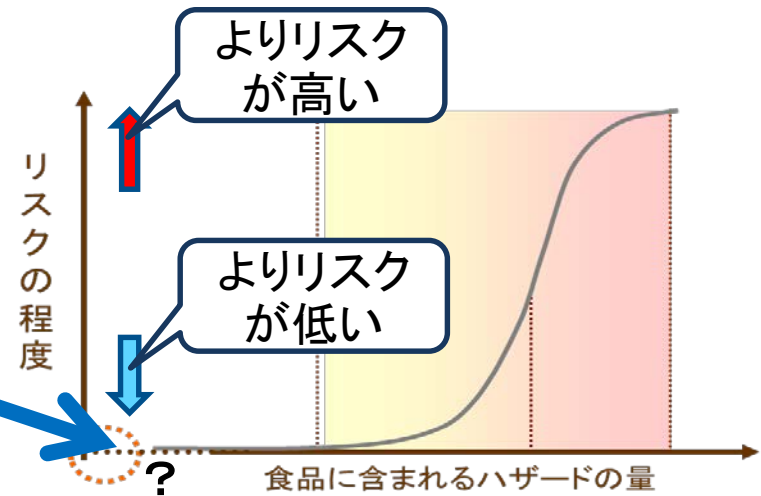 よりリスク
が高い
リスクの程度
よりリスク
が低い
?
食品に含まれるハザードの量